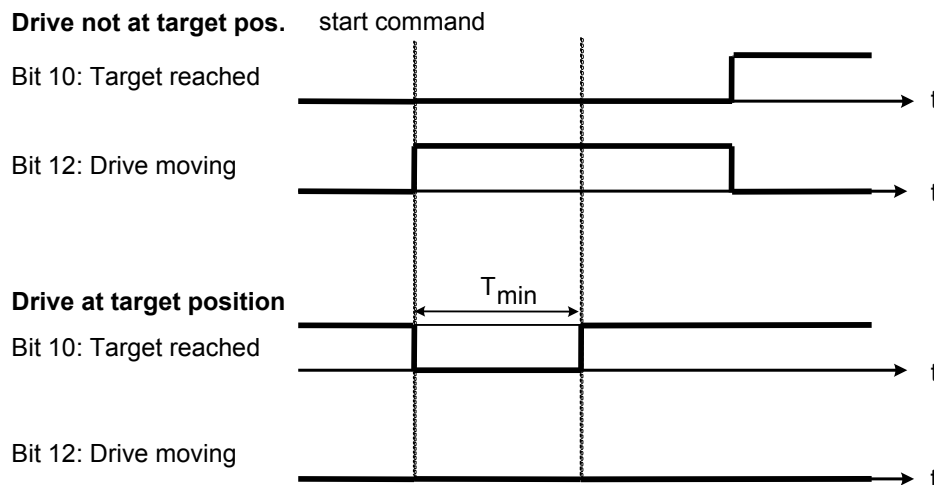 Drive not at target pos. start command
Bit 10: Target reached
t
Bit 12: Drive moving
t
Tmin
Drive at target position
Bit 10: Target reached
t
Bit 12: Drive moving
t